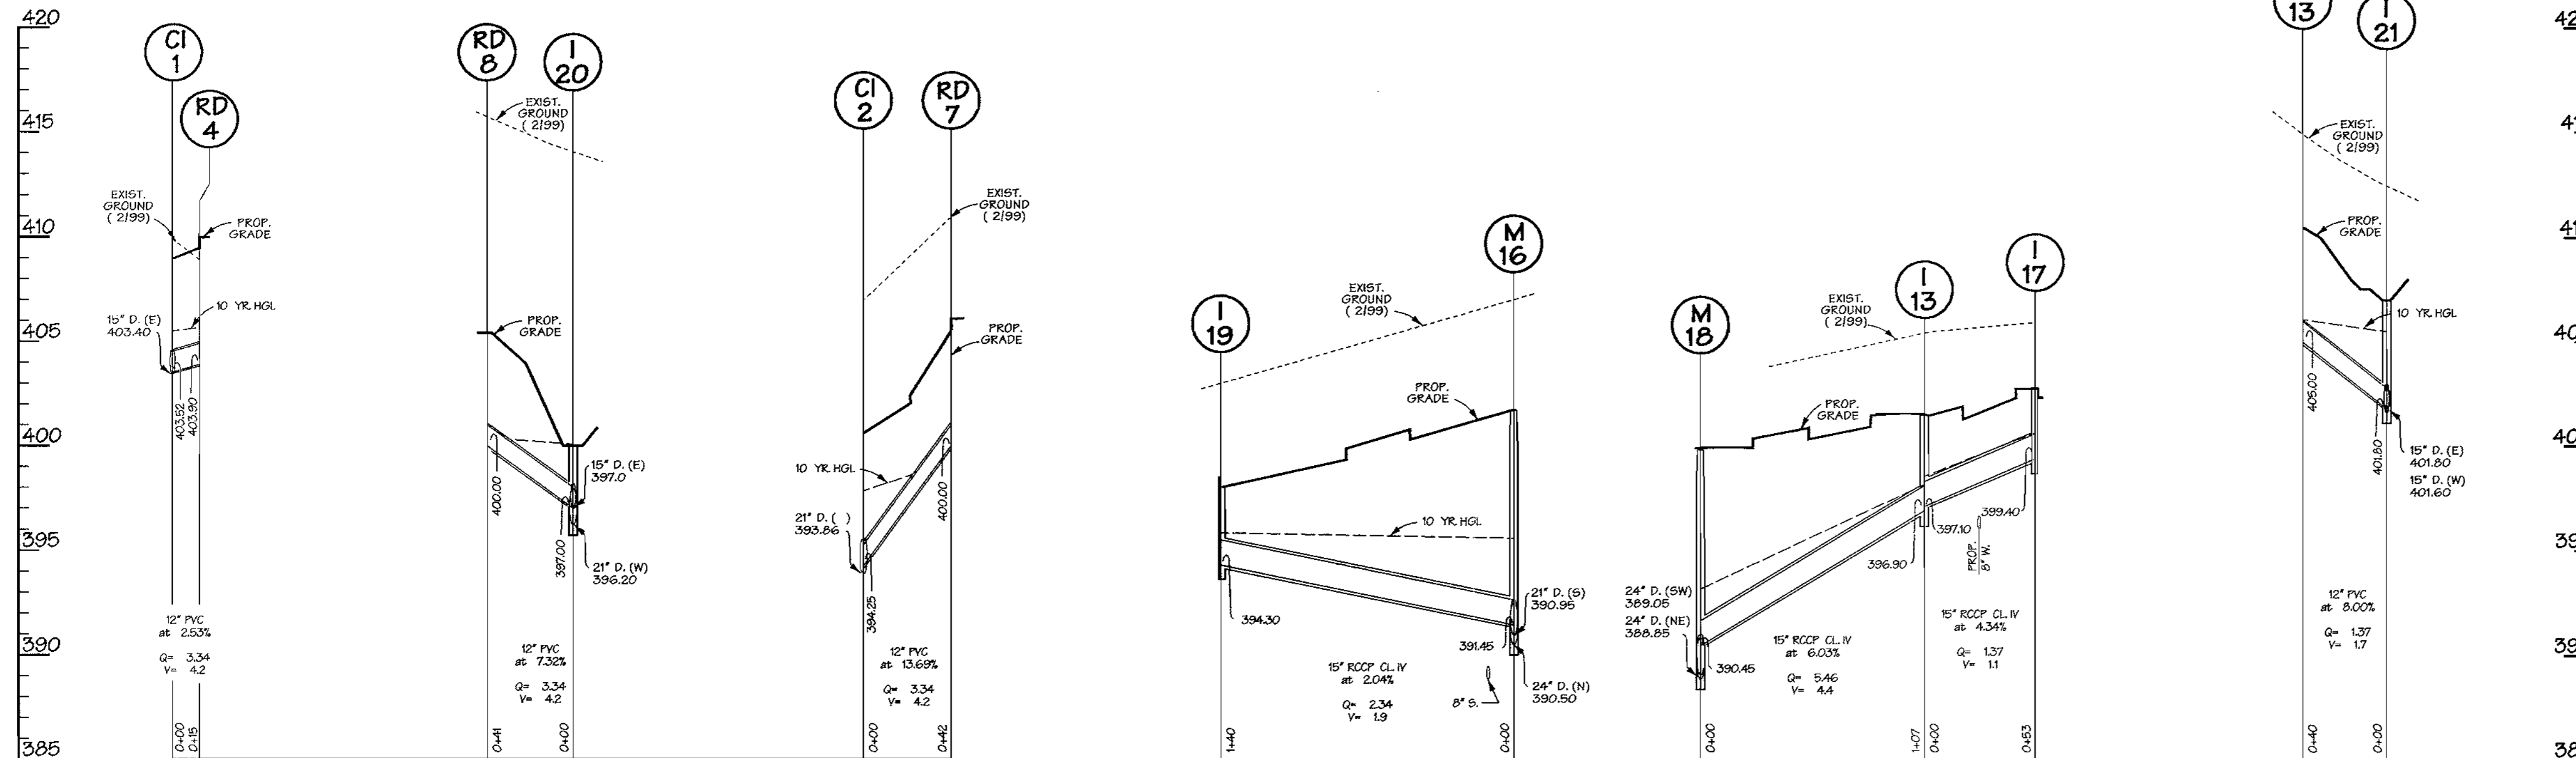 420
415
410
405
400
395
390
385
CI
1
RD
4
EXIST.
GROUND
( 2/99)
PROP.
GRADE
10 YR. HGL
15" D. (E)
403.40
403.52
403.90
12" PVC
at 2.53%
Q= 3.34
V= 4.2
0+00
0+15
RD
8
I
20
EXIST.
GROUND
( 2/99)
PROP.
GRADE
400.00
397.00
15" D. (E)
397.0
21" D. (W)
396.20
12" PVC
at 7.32%
Q= 3.34
V= 4.2
0+41
0+00
CI
2
RD
7
EXIST.
GROUND
( 2/99)
PROP.
GRADE
10 YR. HGL
21" D. ( )
393.86
394.25
400.00
12" PVC
at 13.69%
Q= 3.34
V= 4.2
0+00
0+42
I
19
M
16
EXIST.
GROUND
( 2/99)
PROP.
GRADE
10 YR. HGL
394.30
391.45
21" D. (S)
390.95
24" D. (N)
390.50
8" S.
15" RCCP CL. IV
at 2.04%
Q= 2.34
V= 1.9
1+40
0+00
M
18
I
13
I
17
EXIST.
GROUND
( 2/99)
PROP.
GRADE
24" D. (SW)
389.05
24" D. (NE)
388.85
390.45
396.90
397.10
399.40
PROP.
8" W.
15" RCCP CL. IV
at 6.03%
Q= 5.46
V= 4.4
15" RCCP CL. IV
at 4.34%
Q= 1.37
V= 1.1
0+00
1+07
0+00
0+53
13
I
21
EXIST.
GROUND
( 2/99)
PROP.
GRADE
10 YR. HGL
405.00
401.80
15" D. (E)
401.80
15" D. (W)
401.60
12" PVC
at 8.00%
Q= 1.37
V= 1.7
0+40
0+00